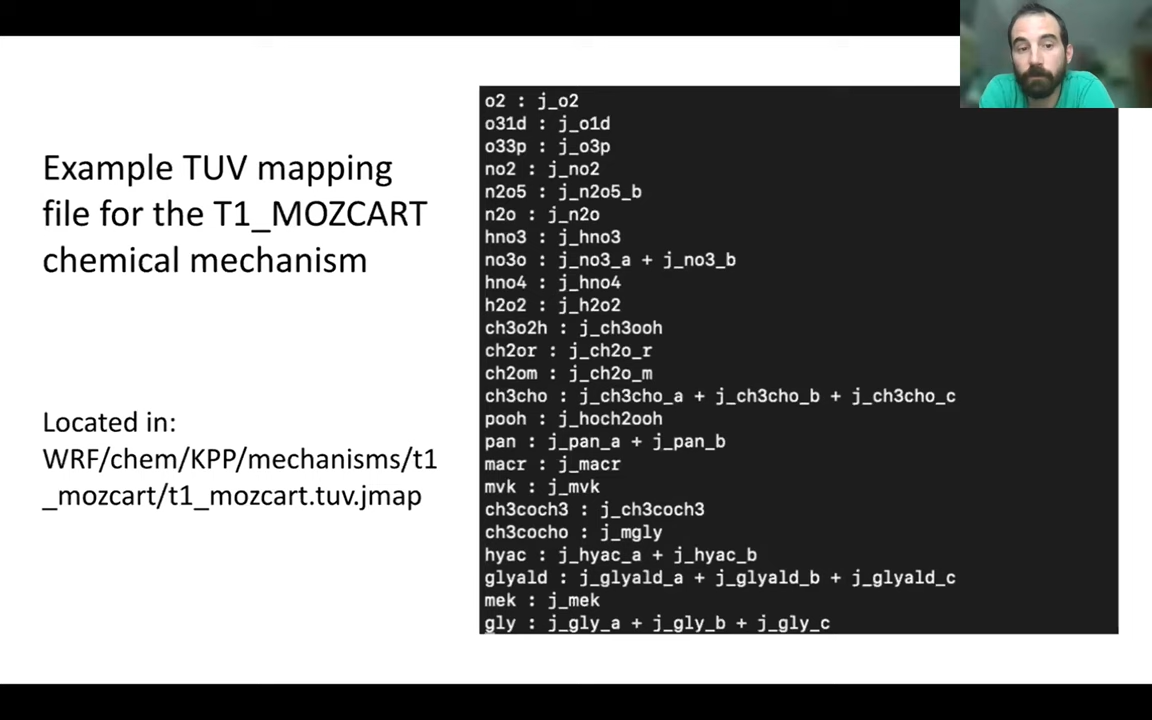 Example TUV mapping
file for the T1_MOZCART
chemical mechanism
Located in:
WRF/chem/KPP/mechanisms/t1
_mozcart/t1_mozcart.tuv.jmap
o2 : j_o2
o31d : j_o1d
o33p : j_o3p
no2 : j_no2
n2o5 : j_n2o5_b
n2o : j_n2o
hno3 : j_hno3
no3o : j_no3_a + j_no3_b
hno4 : j_hno4
h2o2 : j_h2o2
ch3o2h : j_ch3ooh
ch2or : j_ch2o_r
ch2om : j_ch2o_m
ch3cho : j_ch3cho_a + j_ch3cho_b + j_ch3cho_c
pooh : j_hoch2ooh
pan : j_pan_a + j_pan_b
macr : j_macr
mvk : j_mvk
ch3coch3 : j_ch3coch3
ch3cocho : j_mgly
hyac : j_hyac_a + j_hyac_b
glyald : j_glyald_a + j_glyald_b + j_glyald_c
mek : j_mek
gly : j_gly_a + j_gly_b + j_gly_c